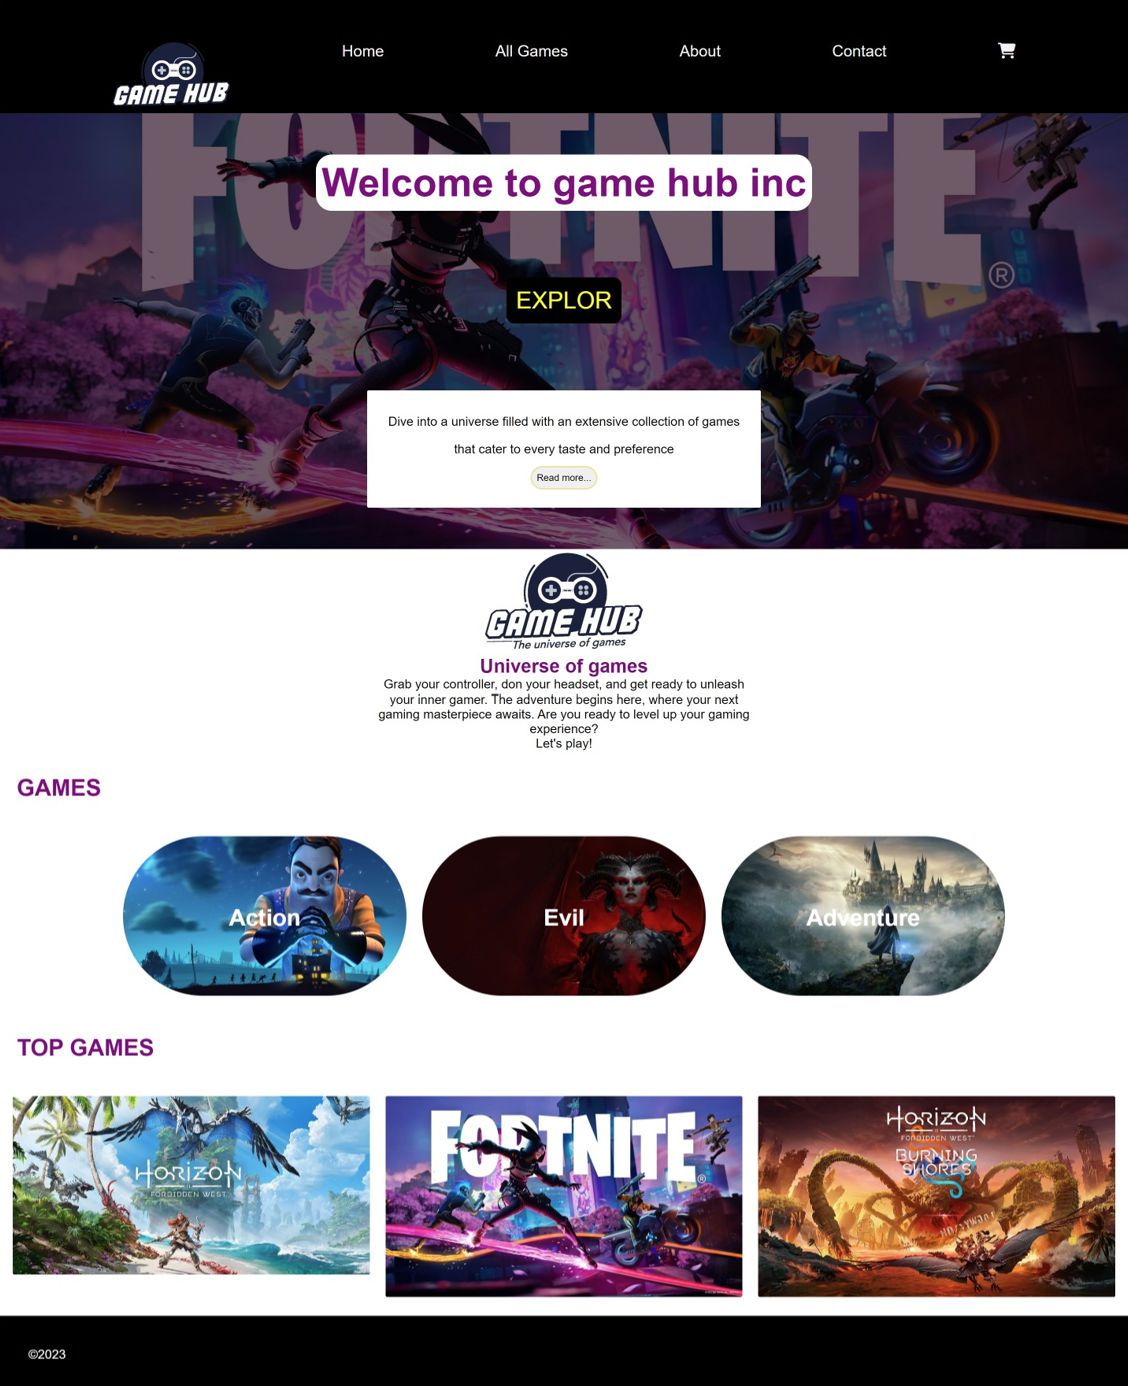 GAME HUB
Home
All Games
About
Contact
FORTNITE
®
Welcome to game hub inc
EXPLOR
Dive into a universe filled with an extensive collection of games
that cater to every taste and preference
Read more...
GAME HUB
The universe of games
Universe of games
Grab your controller, don your headset, and get ready to unleash
your inner gamer. The adventure begins here, where your next
gaming masterpiece awaits. Are you ready to level up your gaming
experience?
Let's play!
GAMES
Action
Evil
Adventure
TOP GAMES
HORIZON
FORBIDDEN WEST
FORTNITE
®
HORIZON
FORBIDDEN WEST
BURNING
SHORES
©2023